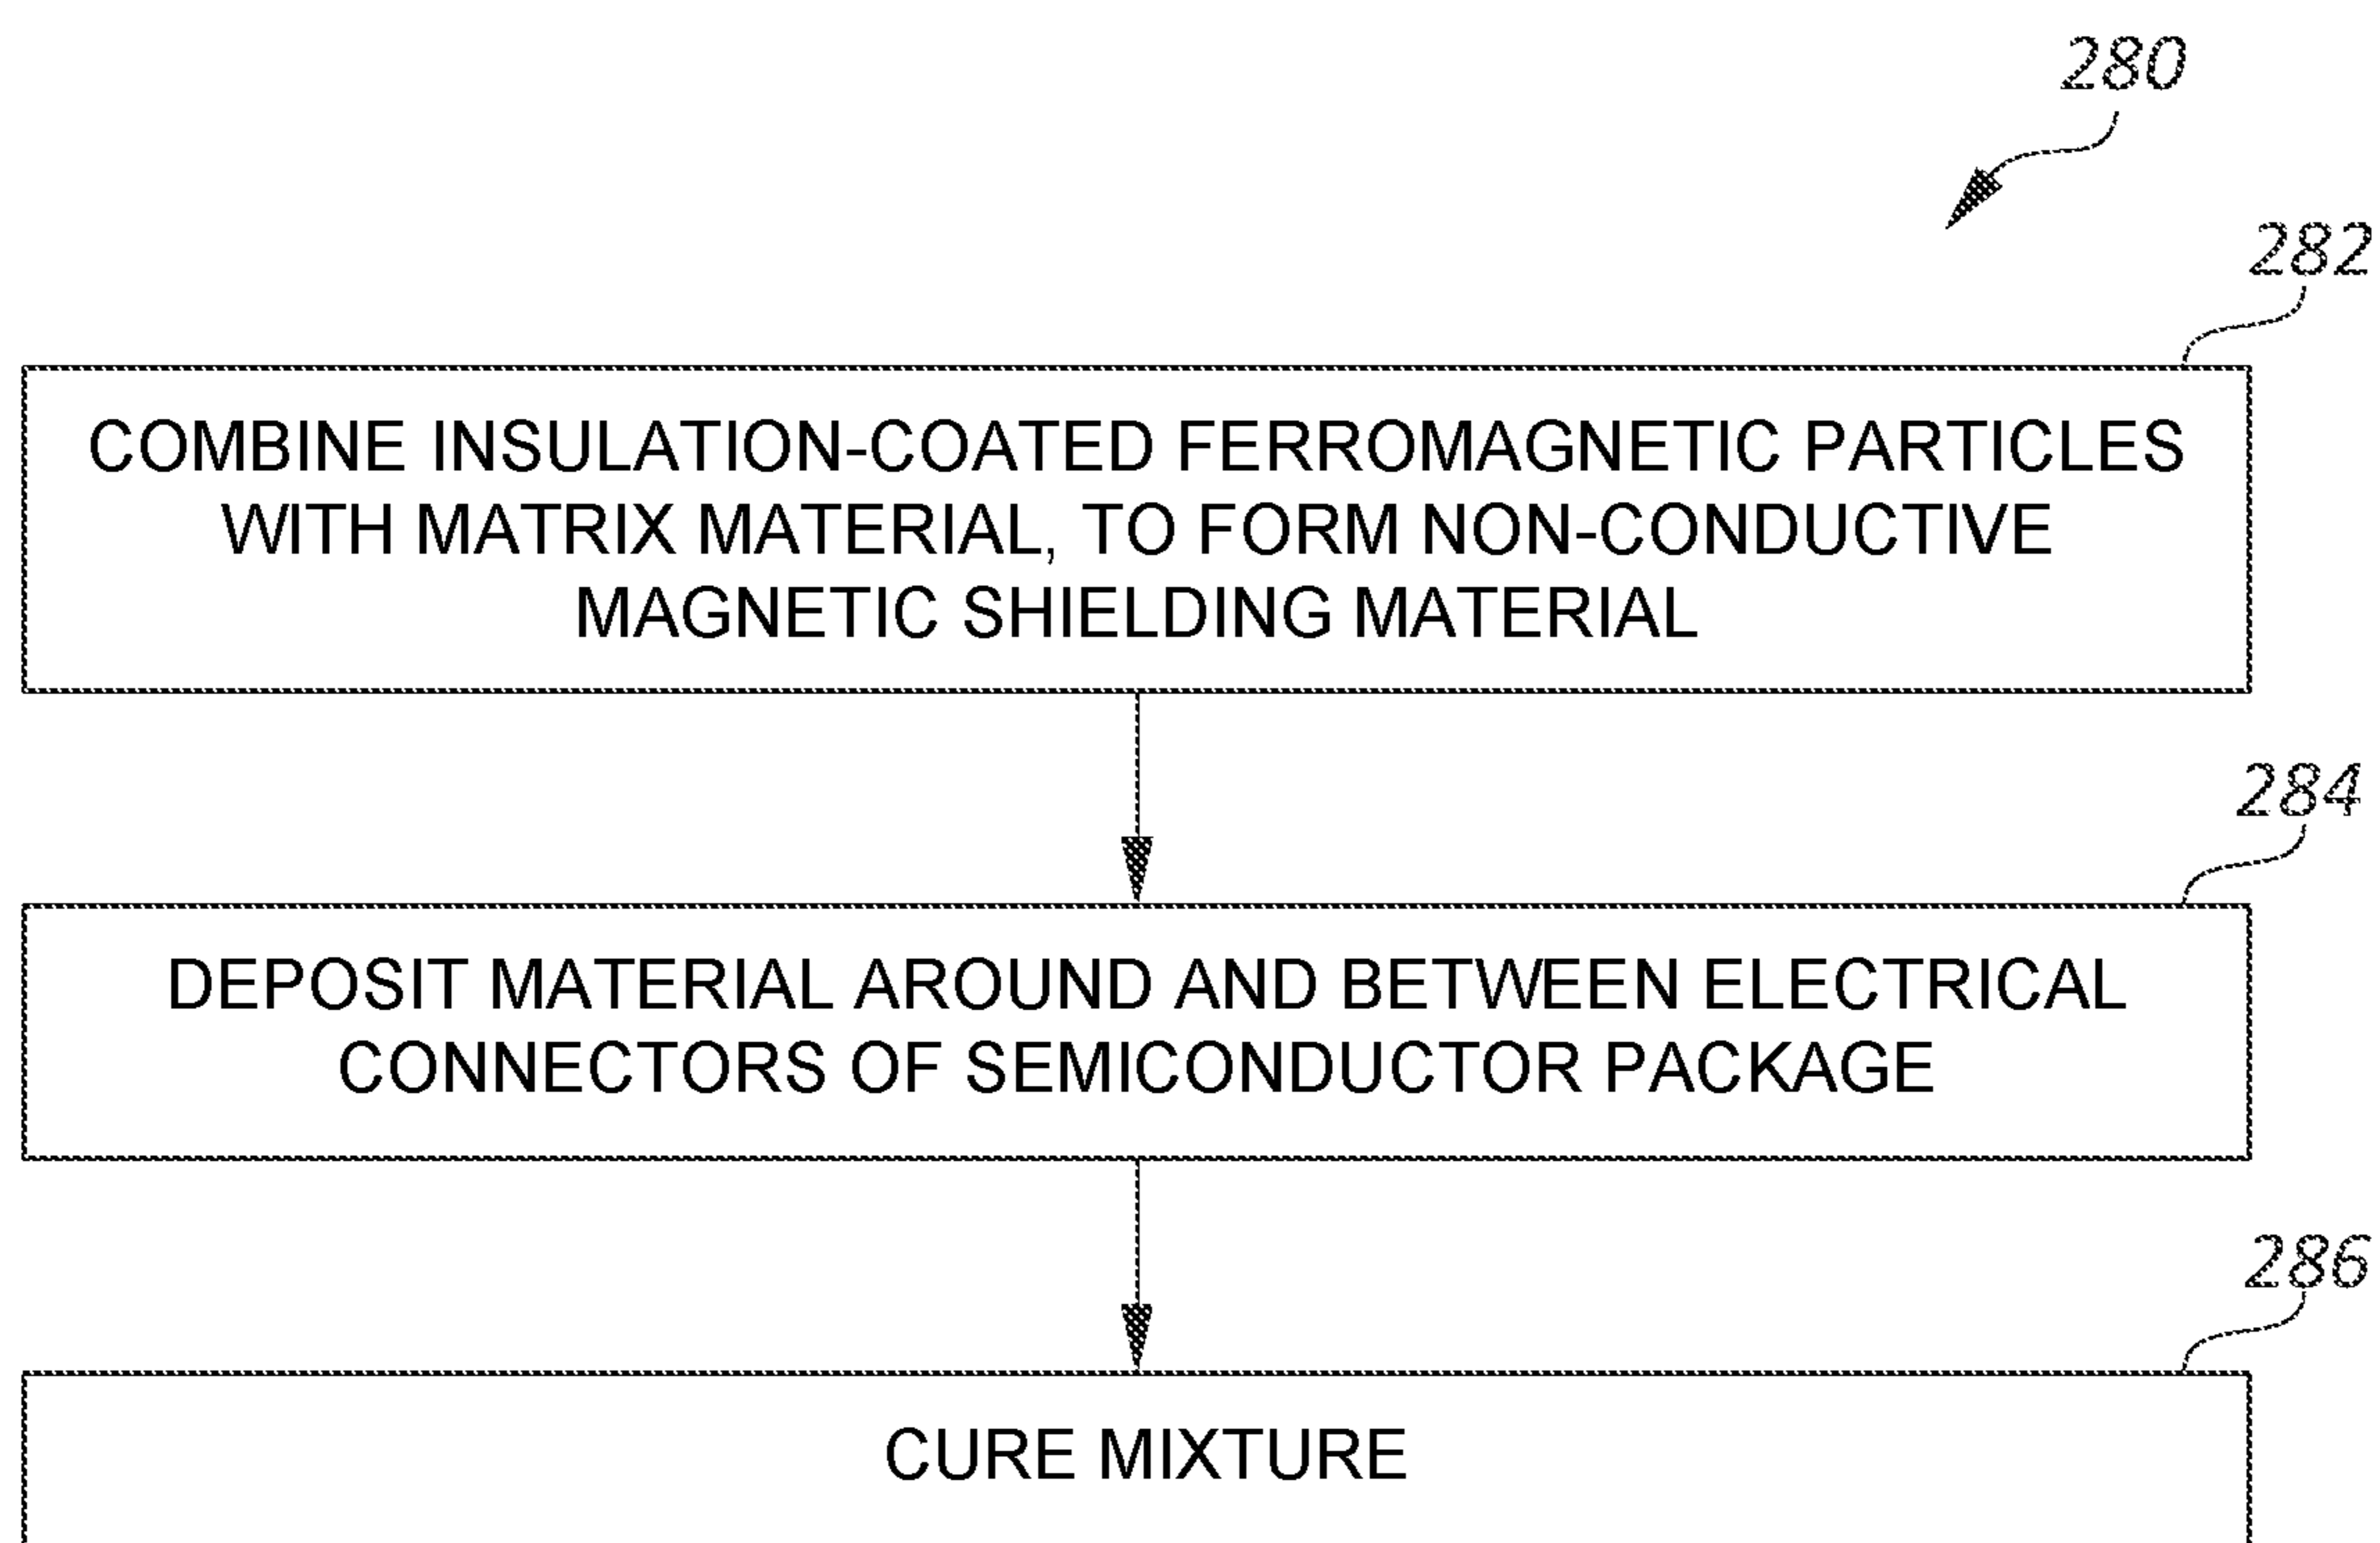 280
282
COMBINE INSULATION-COATED FERROMAGNETIC PARTICLES
WITH MATRIX MATERIAL, TO FORM NON-CONDUCTIVE
MAGNETIC SHIELDING MATERIAL
284
DEPOSIT MATERIAL AROUND AND BETWEEN ELECTRICAL
CONNECTORS OF SEMICONDUCTOR PACKAGE
286
CURE MIXTURE